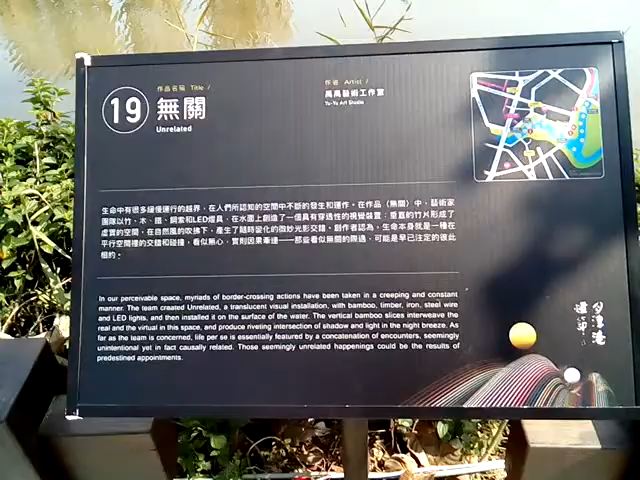 19
作品名稱 Title /
無關
Unrelated
作者 Artist /
禹禹藝術工作室
Yu-Yu Art Studio
生命中有很多緩慢運行的越界，在人們所認知的空間中不斷的發生和運作。在作品〈無關〉中，藝術家
團隊以竹、木、鐵、鋼索和LED燈具，在水面上創造了一個具有穿透性的視覺裝置：垂直的竹片形成了
虛實的空間，在自然風的吹拂下，產生了隨時變化的微妙光影交錯。創作者認為，生命本身就是一種在
平行空間裡的交錯和碰撞，看似無心，實則因果牽連——那些看似無關的際遇，可能是早已注定的彼此
相約。
In our perceivable space, myriads of border-crossing actions have been taken in a creeping and constant
manner. The team created Unrelated, a translucent visual installation, with bamboo, timber, iron, steel wire
and LED lights, and then installed it on the surface of the water. The vertical bamboo slices interweave the
real and the virtual in this space, and produce riveting intersection of shadow and light in the night breeze. As
far as the team is concerned, life per se is essentially featured by a concatenation of encounters, seemingly
unintentional yet in fact causally related. Those seemingly unrelated happenings could be the results of
predestined appointments.